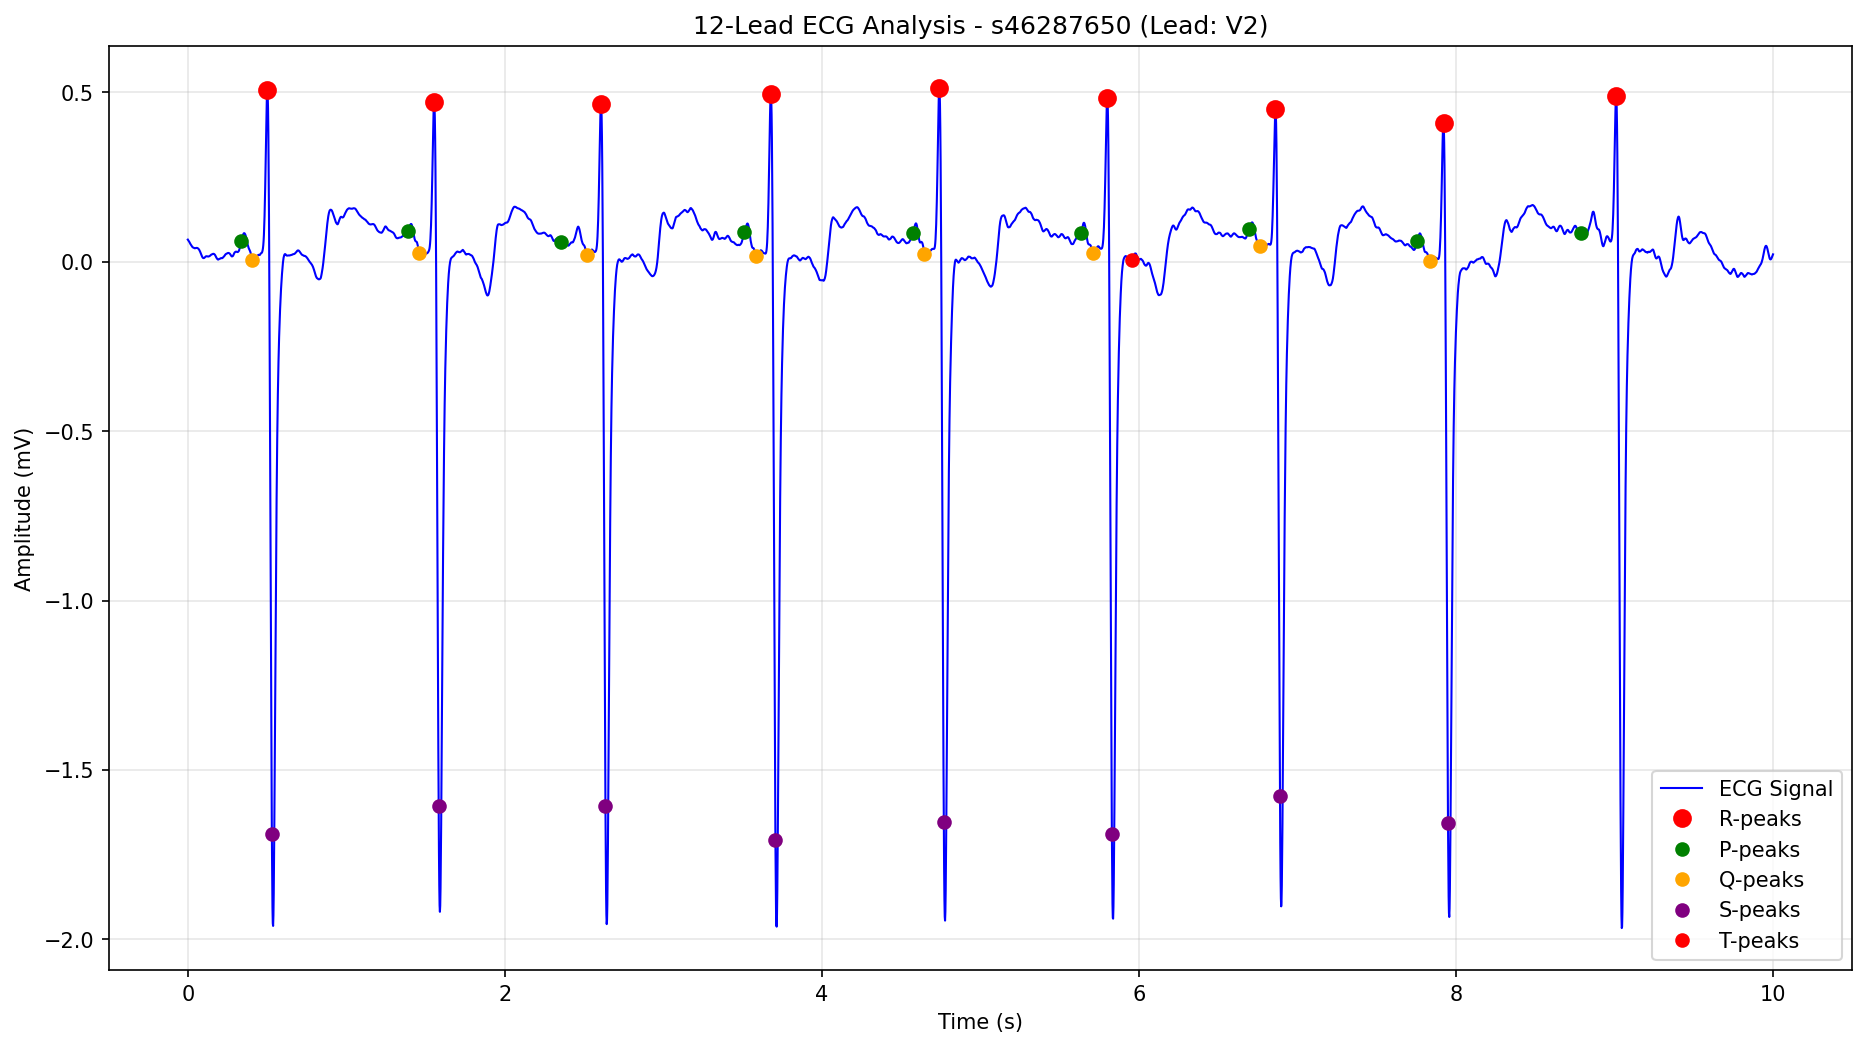 12-Lead ECG Analysis - s46287650 (Lead: V2)
Amplitude (mV)
0.5
0.0
−0.5
−1.0
−1.5
−2.0
0 2 4 6 8 10
Time (s)
ECG Signal
R-peaks
P-peaks
Q-peaks
S-peaks
T-peaks